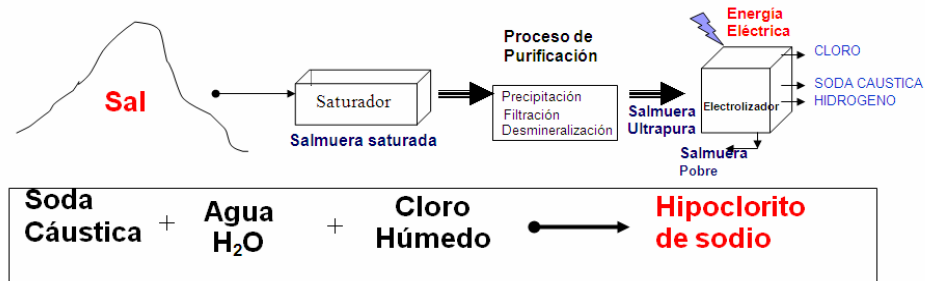 Energía
Eléctrica
Proceso de
Purificación
CLORO
Sal
Saturador
Precipitación
Filtración
Desmineralización
Salmuera
Ultrapura
Electrolizador
SODA CAUSTICA
HIDROGENO
Salmuera saturada
Salmuera
Pobre
Soda
Cáustica
+
Agua
H₂O
+
Cloro
Húmedo
Hipoclorito
de sodio